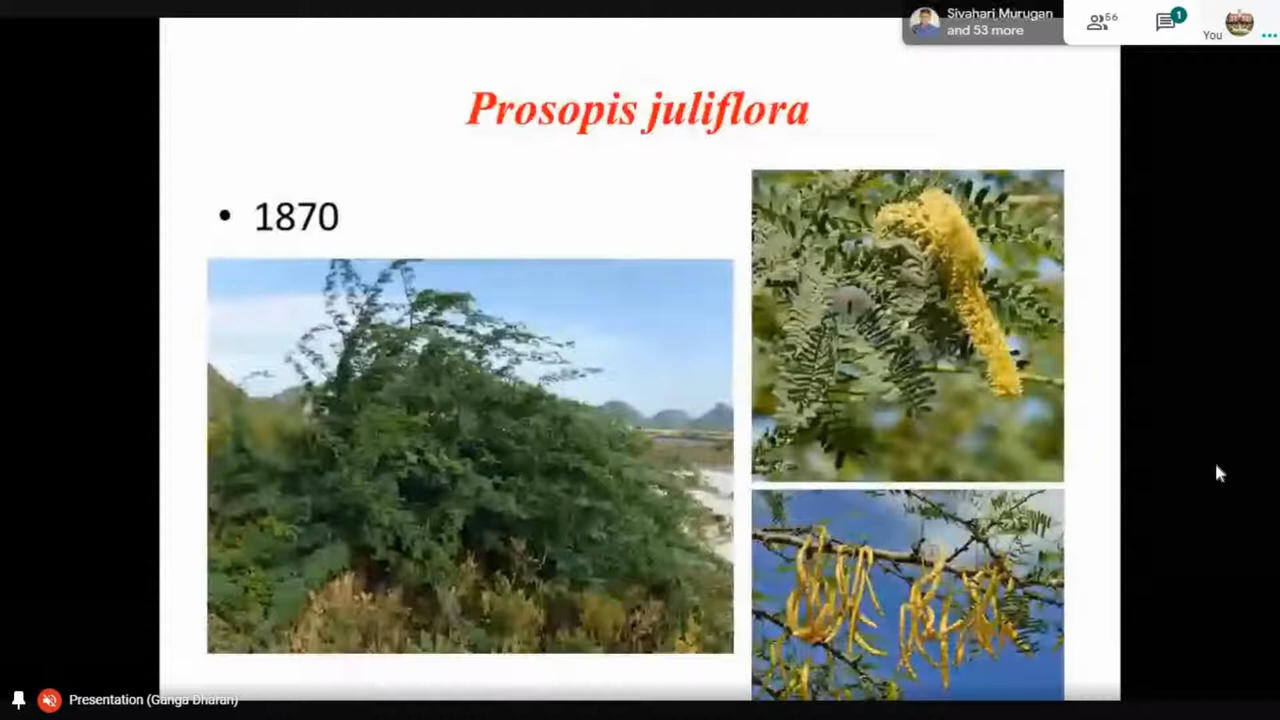 Sivahari Murugan
and 53 more
56
1
You
Prosopis juliflora
• 1870
Presentation (Ganga Dharan)